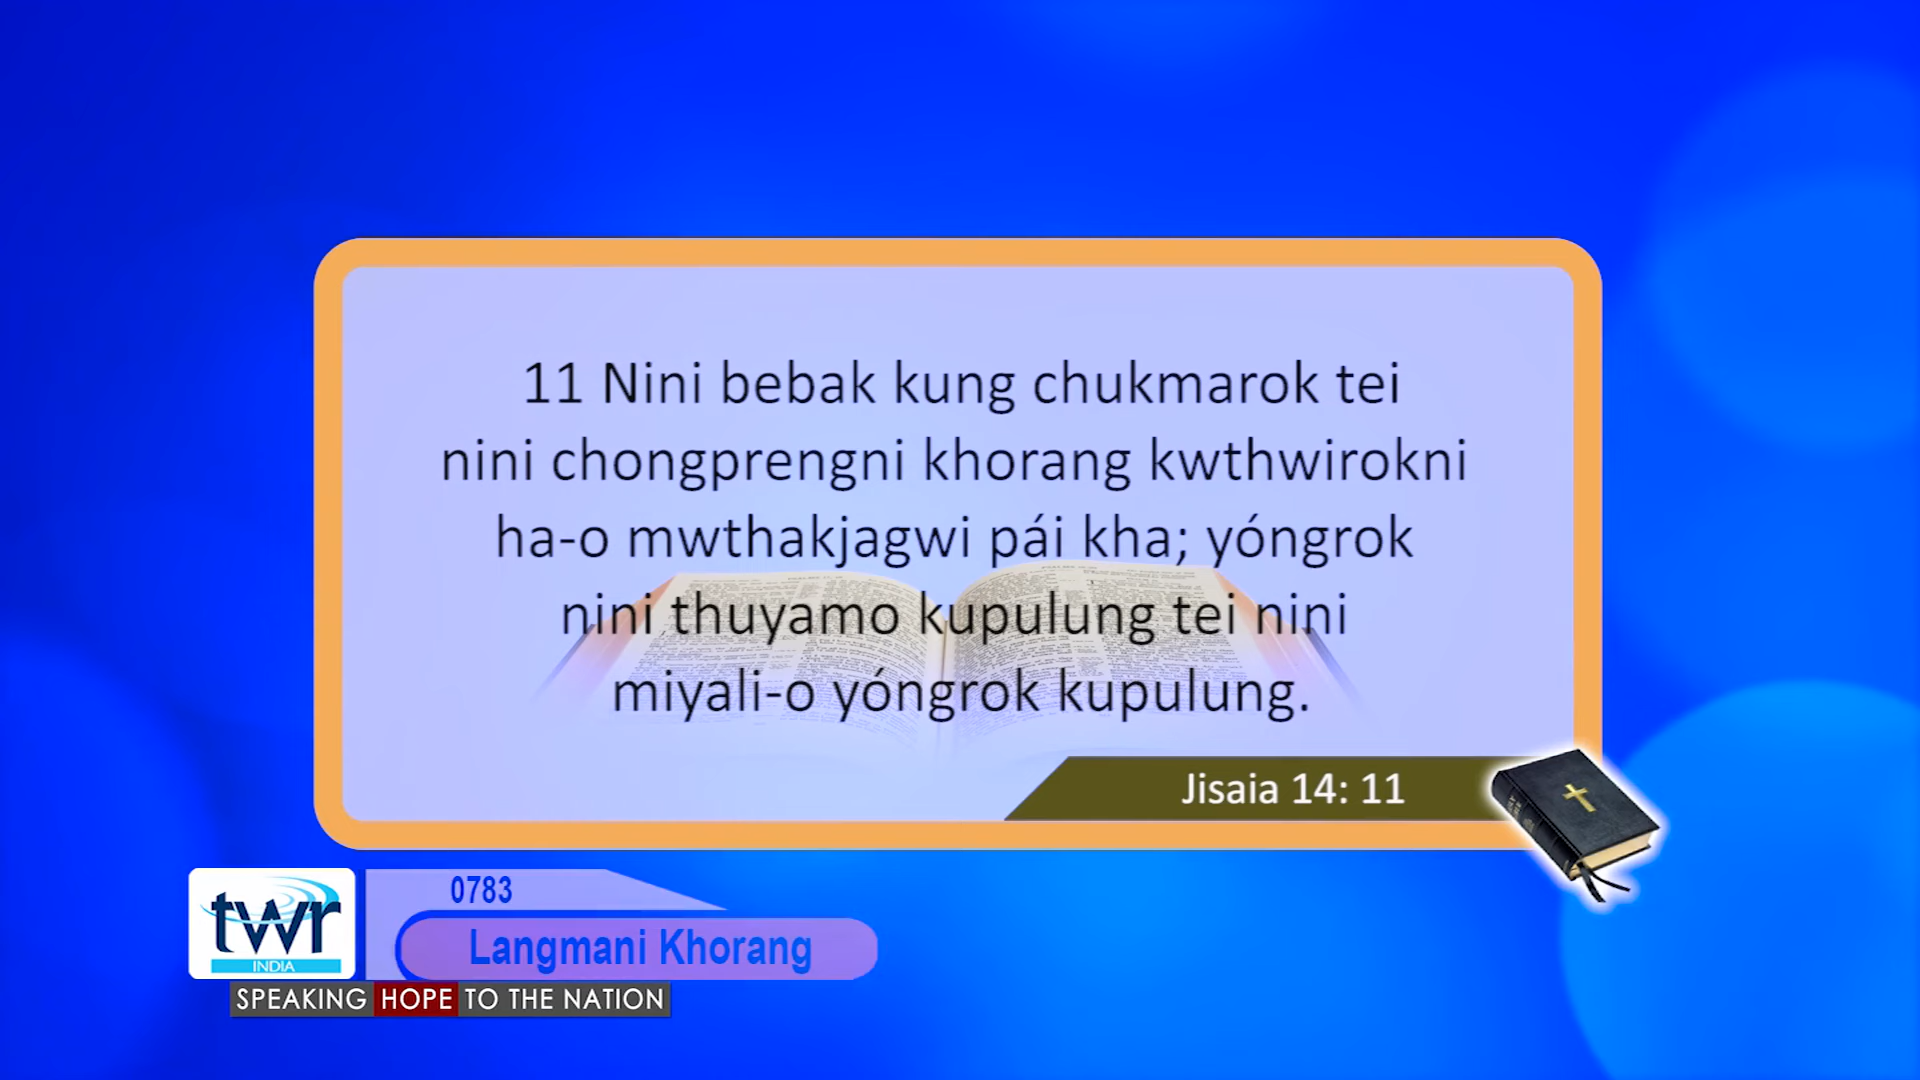 11 Nini bebak kung chukmarok tei
nini chongprengni khorang kwthwirokni
ha-o mwthakjagwi pái kha; yóngrok
nini thuyamo kupulung tei nini
miyali-o yóngrok kupulung.
Jisaia 14: 11
twr
INDIA
0783
Langmani Khorang
SPEAKING HOPE TO THE NATION